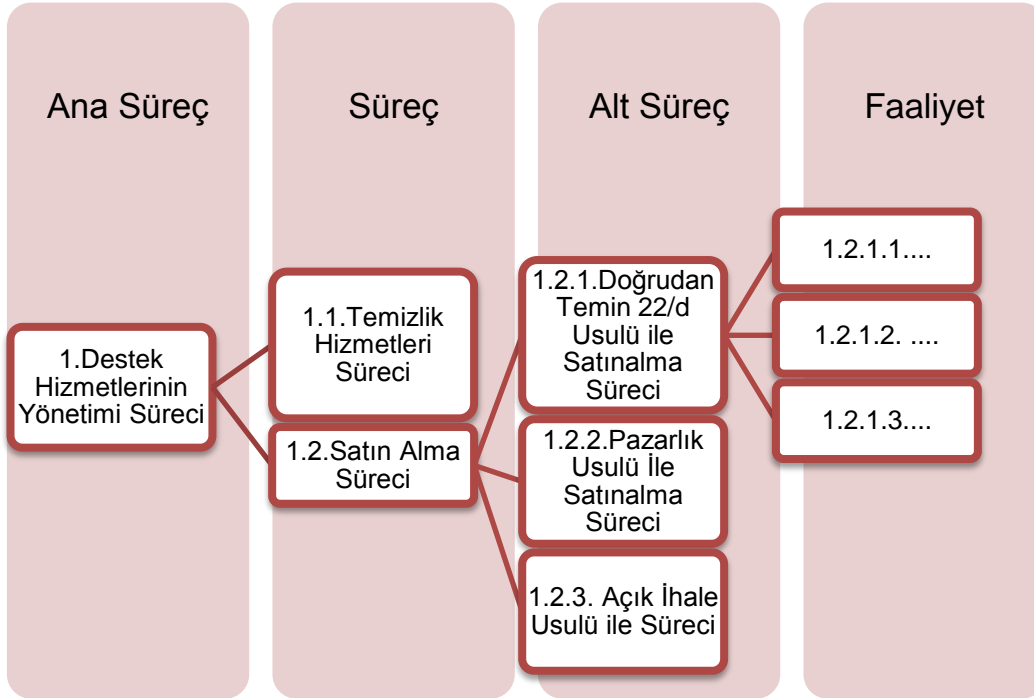 Ana Süreç
Süreç
Alt Süreç
Faaliyet
1.Destek
Hizmetlerinin
Yönetimi Süreci
1.1.Temizlik
Hizmetleri
Süreci
1.2.Satın Alma
Süreci
1.2.1.Doğrudan
Temin 22/d
Usulü ile
Satınalma
Süreci
1.2.2.Pazarlık
Usulü İle
Satınalma
Süreci
1.2.3. Açık İhale
Usulü ile Süreci
1.2.1.1....
1.2.1.2. ....
1.2.1.3....